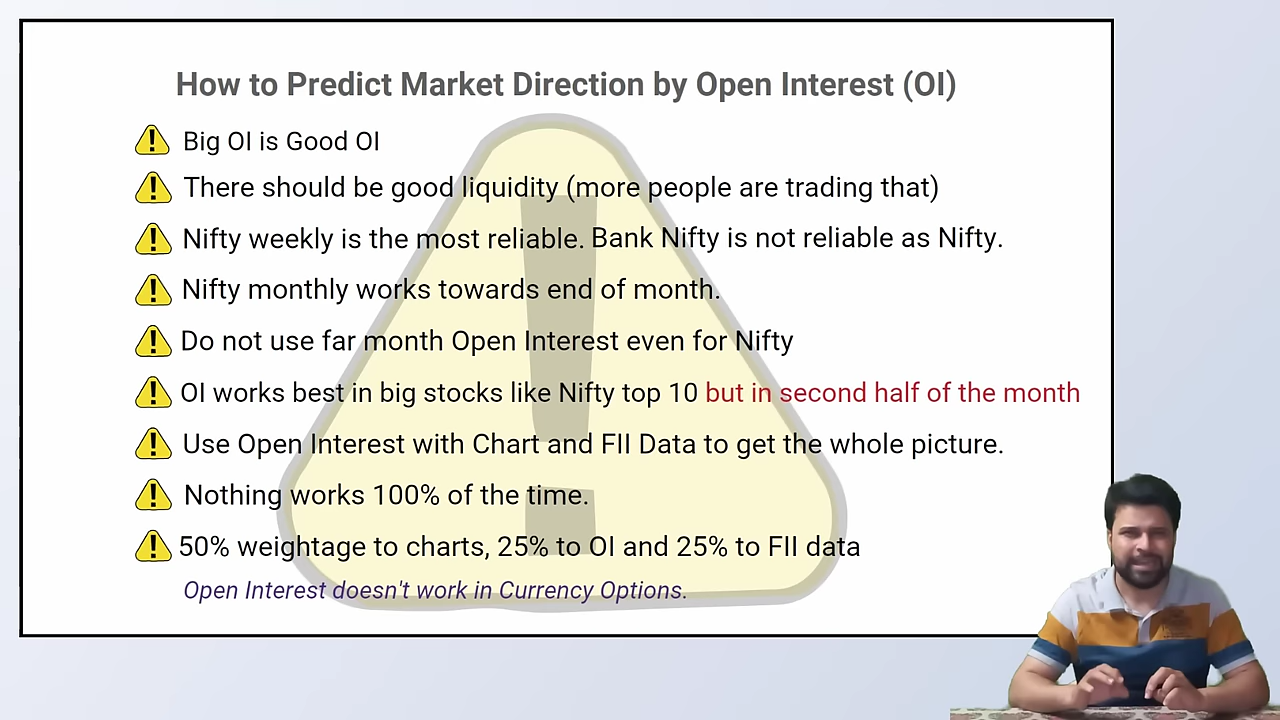 How to Predict Market Direction by Open Interest (OI)
Big OI is Good OI
There should be good liquidity (more people are trading that)
Nifty weekly is the most reliable. Bank Nifty is not reliable as Nifty.
Nifty monthly works towards end of month.
Do not use far month Open Interest even for Nifty
OI works best in big stocks like Nifty top 10 but in second half of the month
Use Open Interest with Chart and FII Data to get the whole picture.
Nothing works 100% of the time.
50% weightage to charts, 25% to OI and 25% to FII data
Open Interest doesn't work in Currency Options.